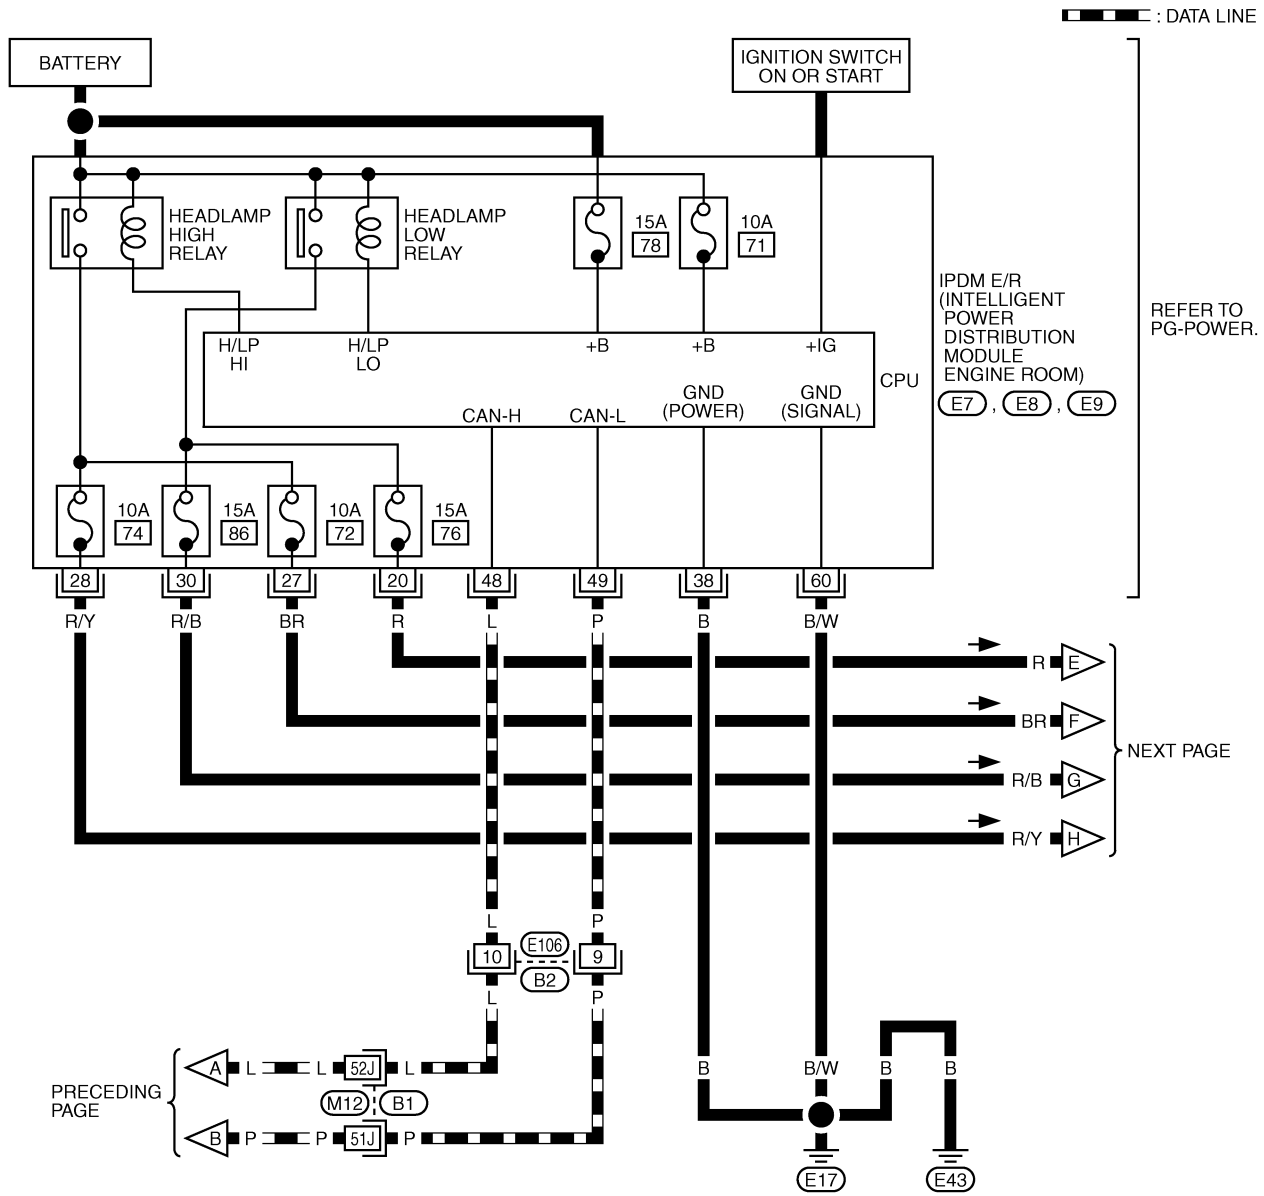 : DATA LINE
BATTERY
IGNITION SWITCH
ON OR START
HEADLAMP
HIGH
RELAY
HEADLAMP
LOW
RELAY
15A
78
10A
71
IPDM E/R
(INTELLIGENT
POWER
DISTRIBUTION
MODULE
ENGINE ROOM)
E7 , E8 , E9
REFER TO
PG-POWER.
H/LP
HI
H/LP
LO
+B
+B
+IG
CPU
CAN-H
CAN-L
GND
(POWER)
GND
(SIGNAL)
10A
74
15A
86
10A
72
15A
76
28
30
27
20
48
49
38
60
R/Y
R/B
BR
R
L
P
B
B/W
R
E
BR
F
R/B
G
R/Y
H
NEXT PAGE
L
P
10
E106
B2
9
L
P
PRECEDING
PAGE
A
L
L
52J
L
M12
B1
B
P
P
51J
P
B
B/W
B
B
E17
E43